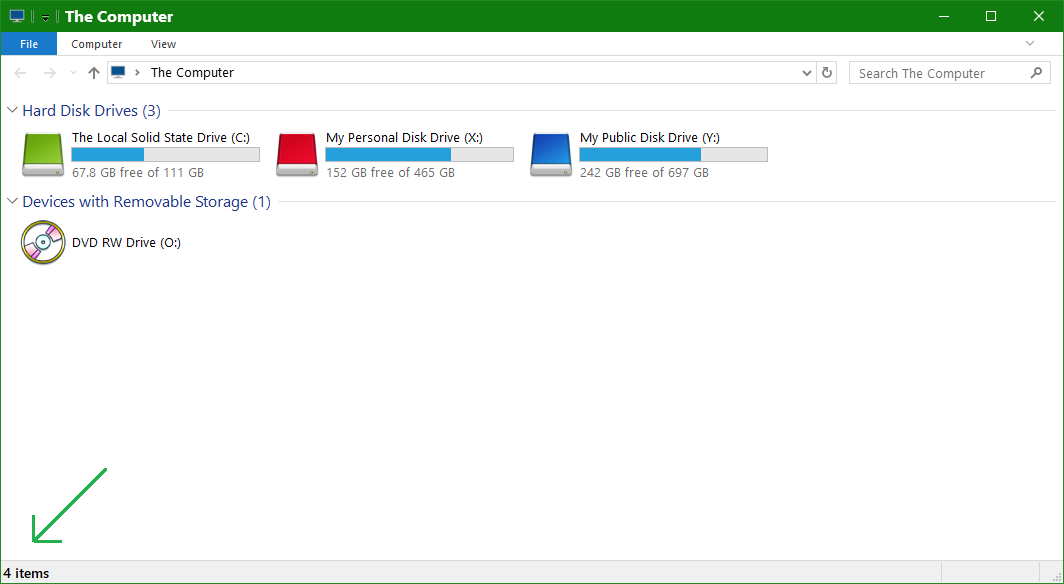 The Computer
File Computer View
The Computer Search The Computer
Hard Disk Drives (3)
The Local Solid State Drive (C:) My Personal Disk Drive (X:) My Public Disk Drive (Y:)
67.8 GB free of 111 GB 152 GB free of 465 GB 242 GB free of 697 GB
Devices with Removable Storage (1)
DVD RW Drive (O:)
4 items